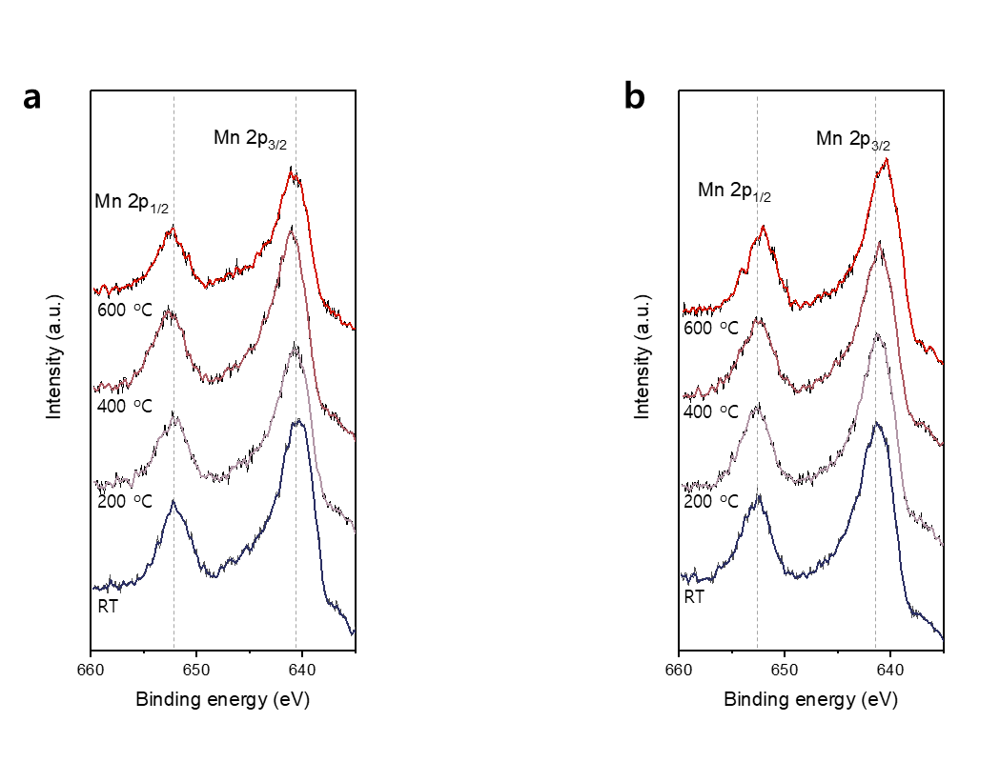 a
Mn 2p3/2
Mn 2p1/2
600 °C
400 °C
200 °C
RT
Intensity (a.u.)
660 650 640
Binding energy (eV)
b
Mn 2p3/2
Mn 2p1/2
600 °C
400 °C
200 °C
RT
Intensity (a.u.)
660 650 640
Binding energy (eV)